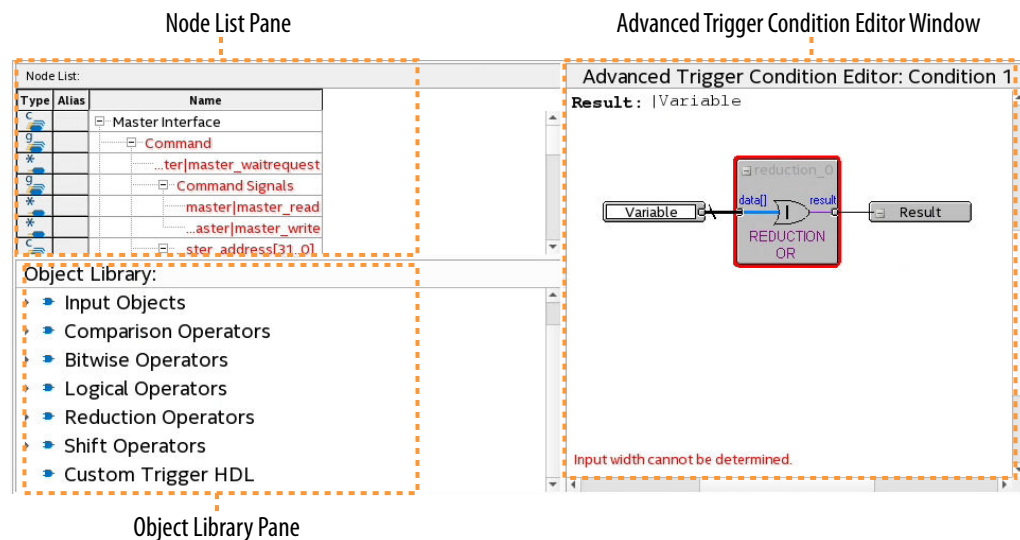 Node List Pane
Advanced Trigger Condition Editor Window
Node List:
Type Alias Name
C
Master Interface
g
Command
*
...ter|master_waitrequest
g
Command Signals
*
master|master_read
*
...aster|master_write
C
...ster_address[31..0]
Object Library:
Input Objects
Comparison Operators
Bitwise Operators
Logical Operators
Reduction Operators
Shift Operators
Custom Trigger HDL
Object Library Pane
Advanced Trigger Condition Editor: Condition 1
Result: |Variable
reduction_0
Variable
data[]
result
Result
REDUCTION
OR
Input width cannot be determined.